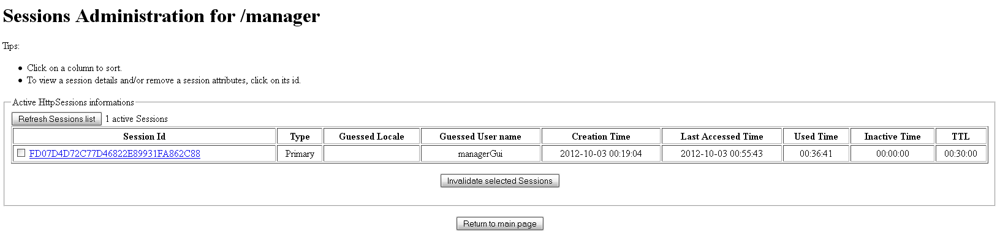 Sessions Administration for /manager
Tips:
Click on a column to sort.
To view a session details and/or remove a session attributes, click on its id.
Active HttpSessions informations
Refresh Sessions list 1 active Sessions
Session Id Type Guessed Locale Guessed User name Creation Time Last Accessed Time Used Time Inactive Time TTL
FD07D4D72C77D46822E89931FA862C88 Primary managerGui 2012-10-03 00:19:04 2012-10-03 00:55:43 00:36:41 00:00:00 00:30:00
Invalidate selected Sessions
Return to main page